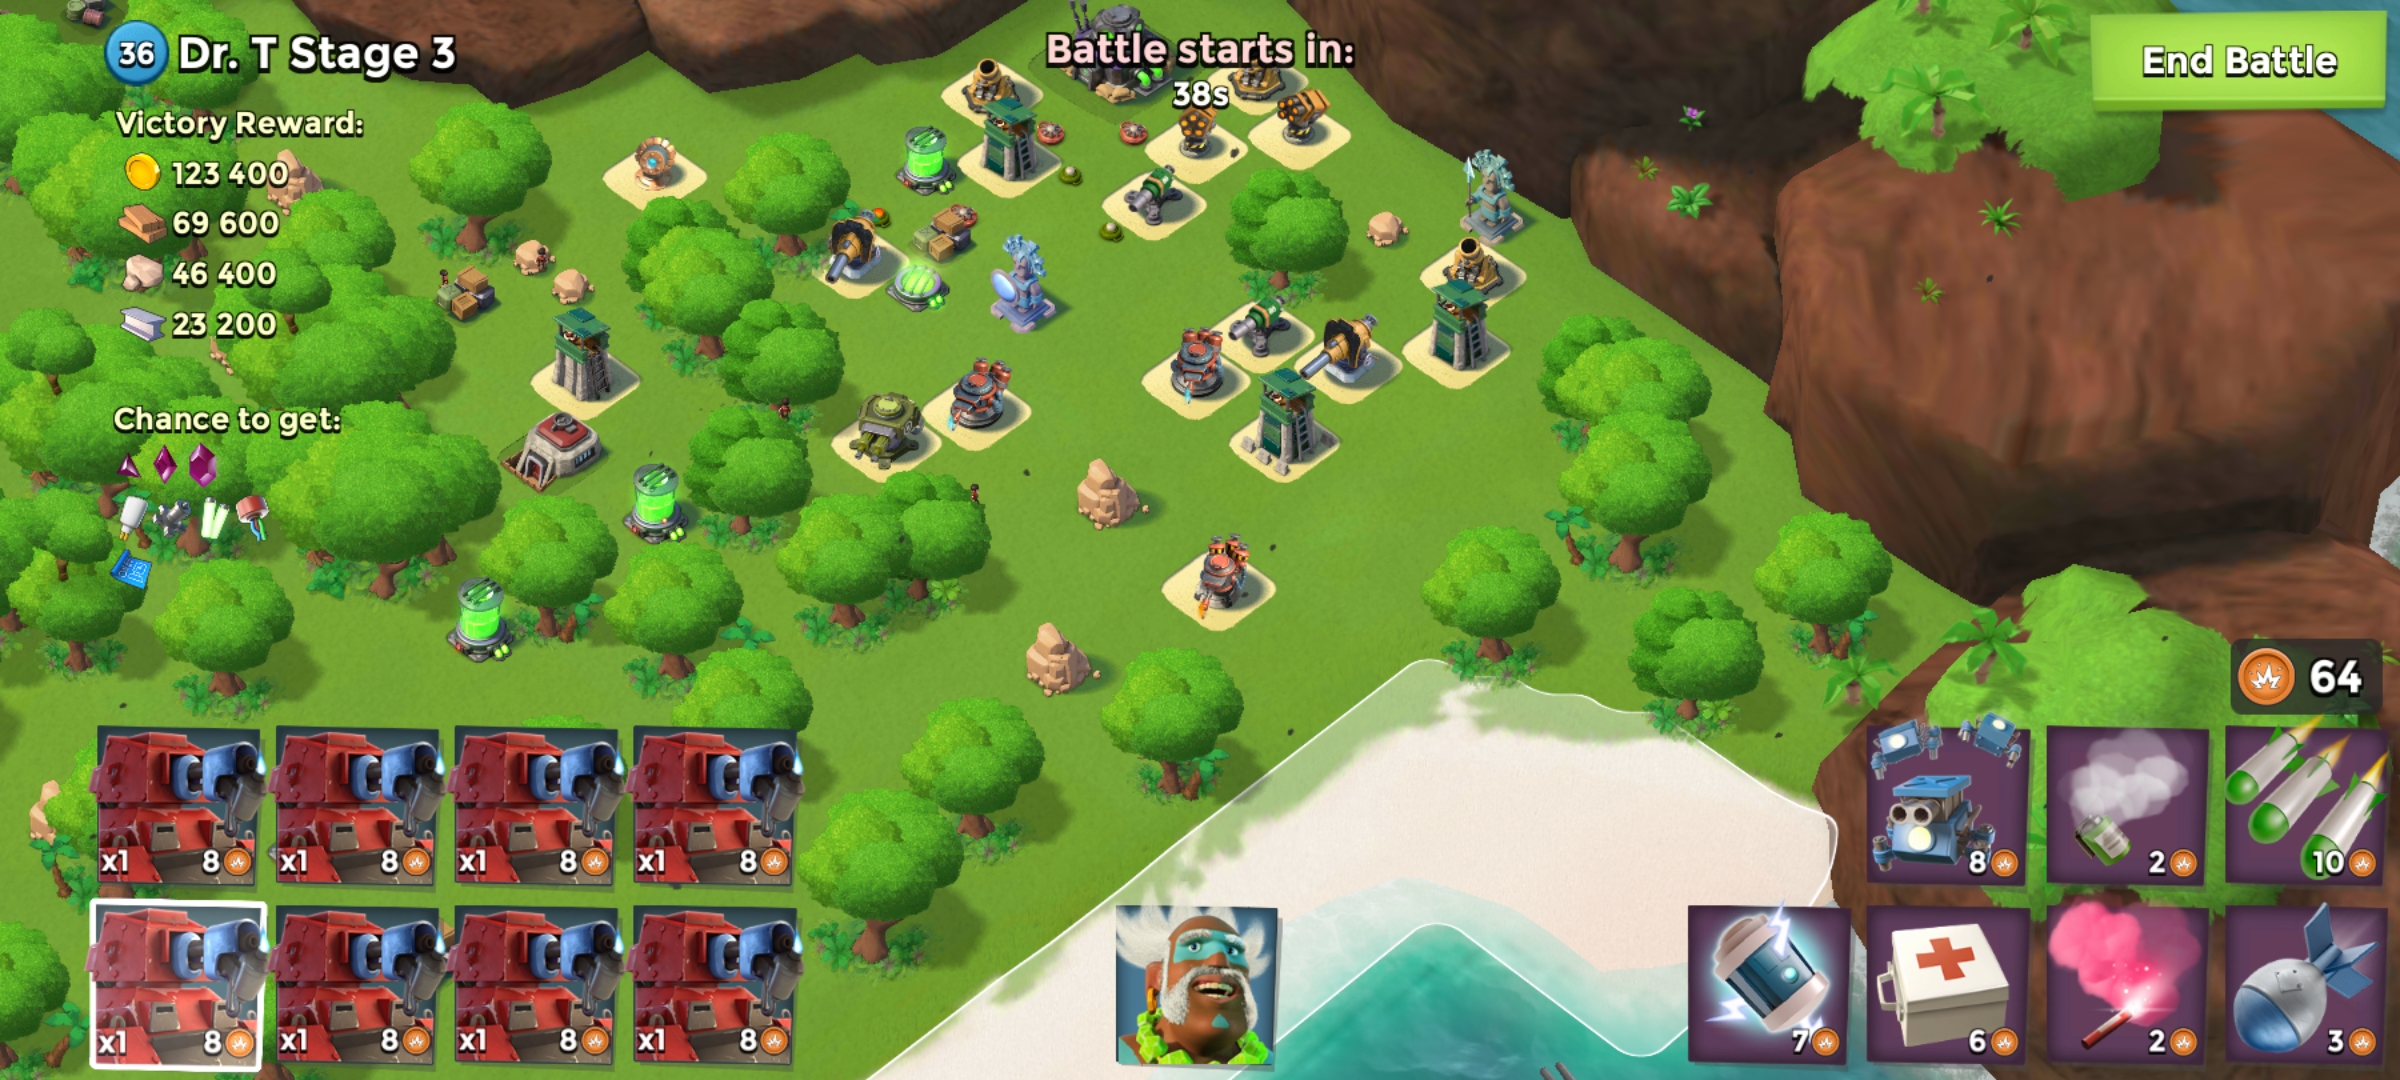 36 Dr. T Stage 3
Battle starts in:
38s
End Battle
Victory Reward:
123 400
69 600
46 400
23 200
Chance to get:
64
x1 8
x1 8
x1 8
x1 8
8
2
10
x1 8
x1 8
x1 8
x1 8
7
6
2
3